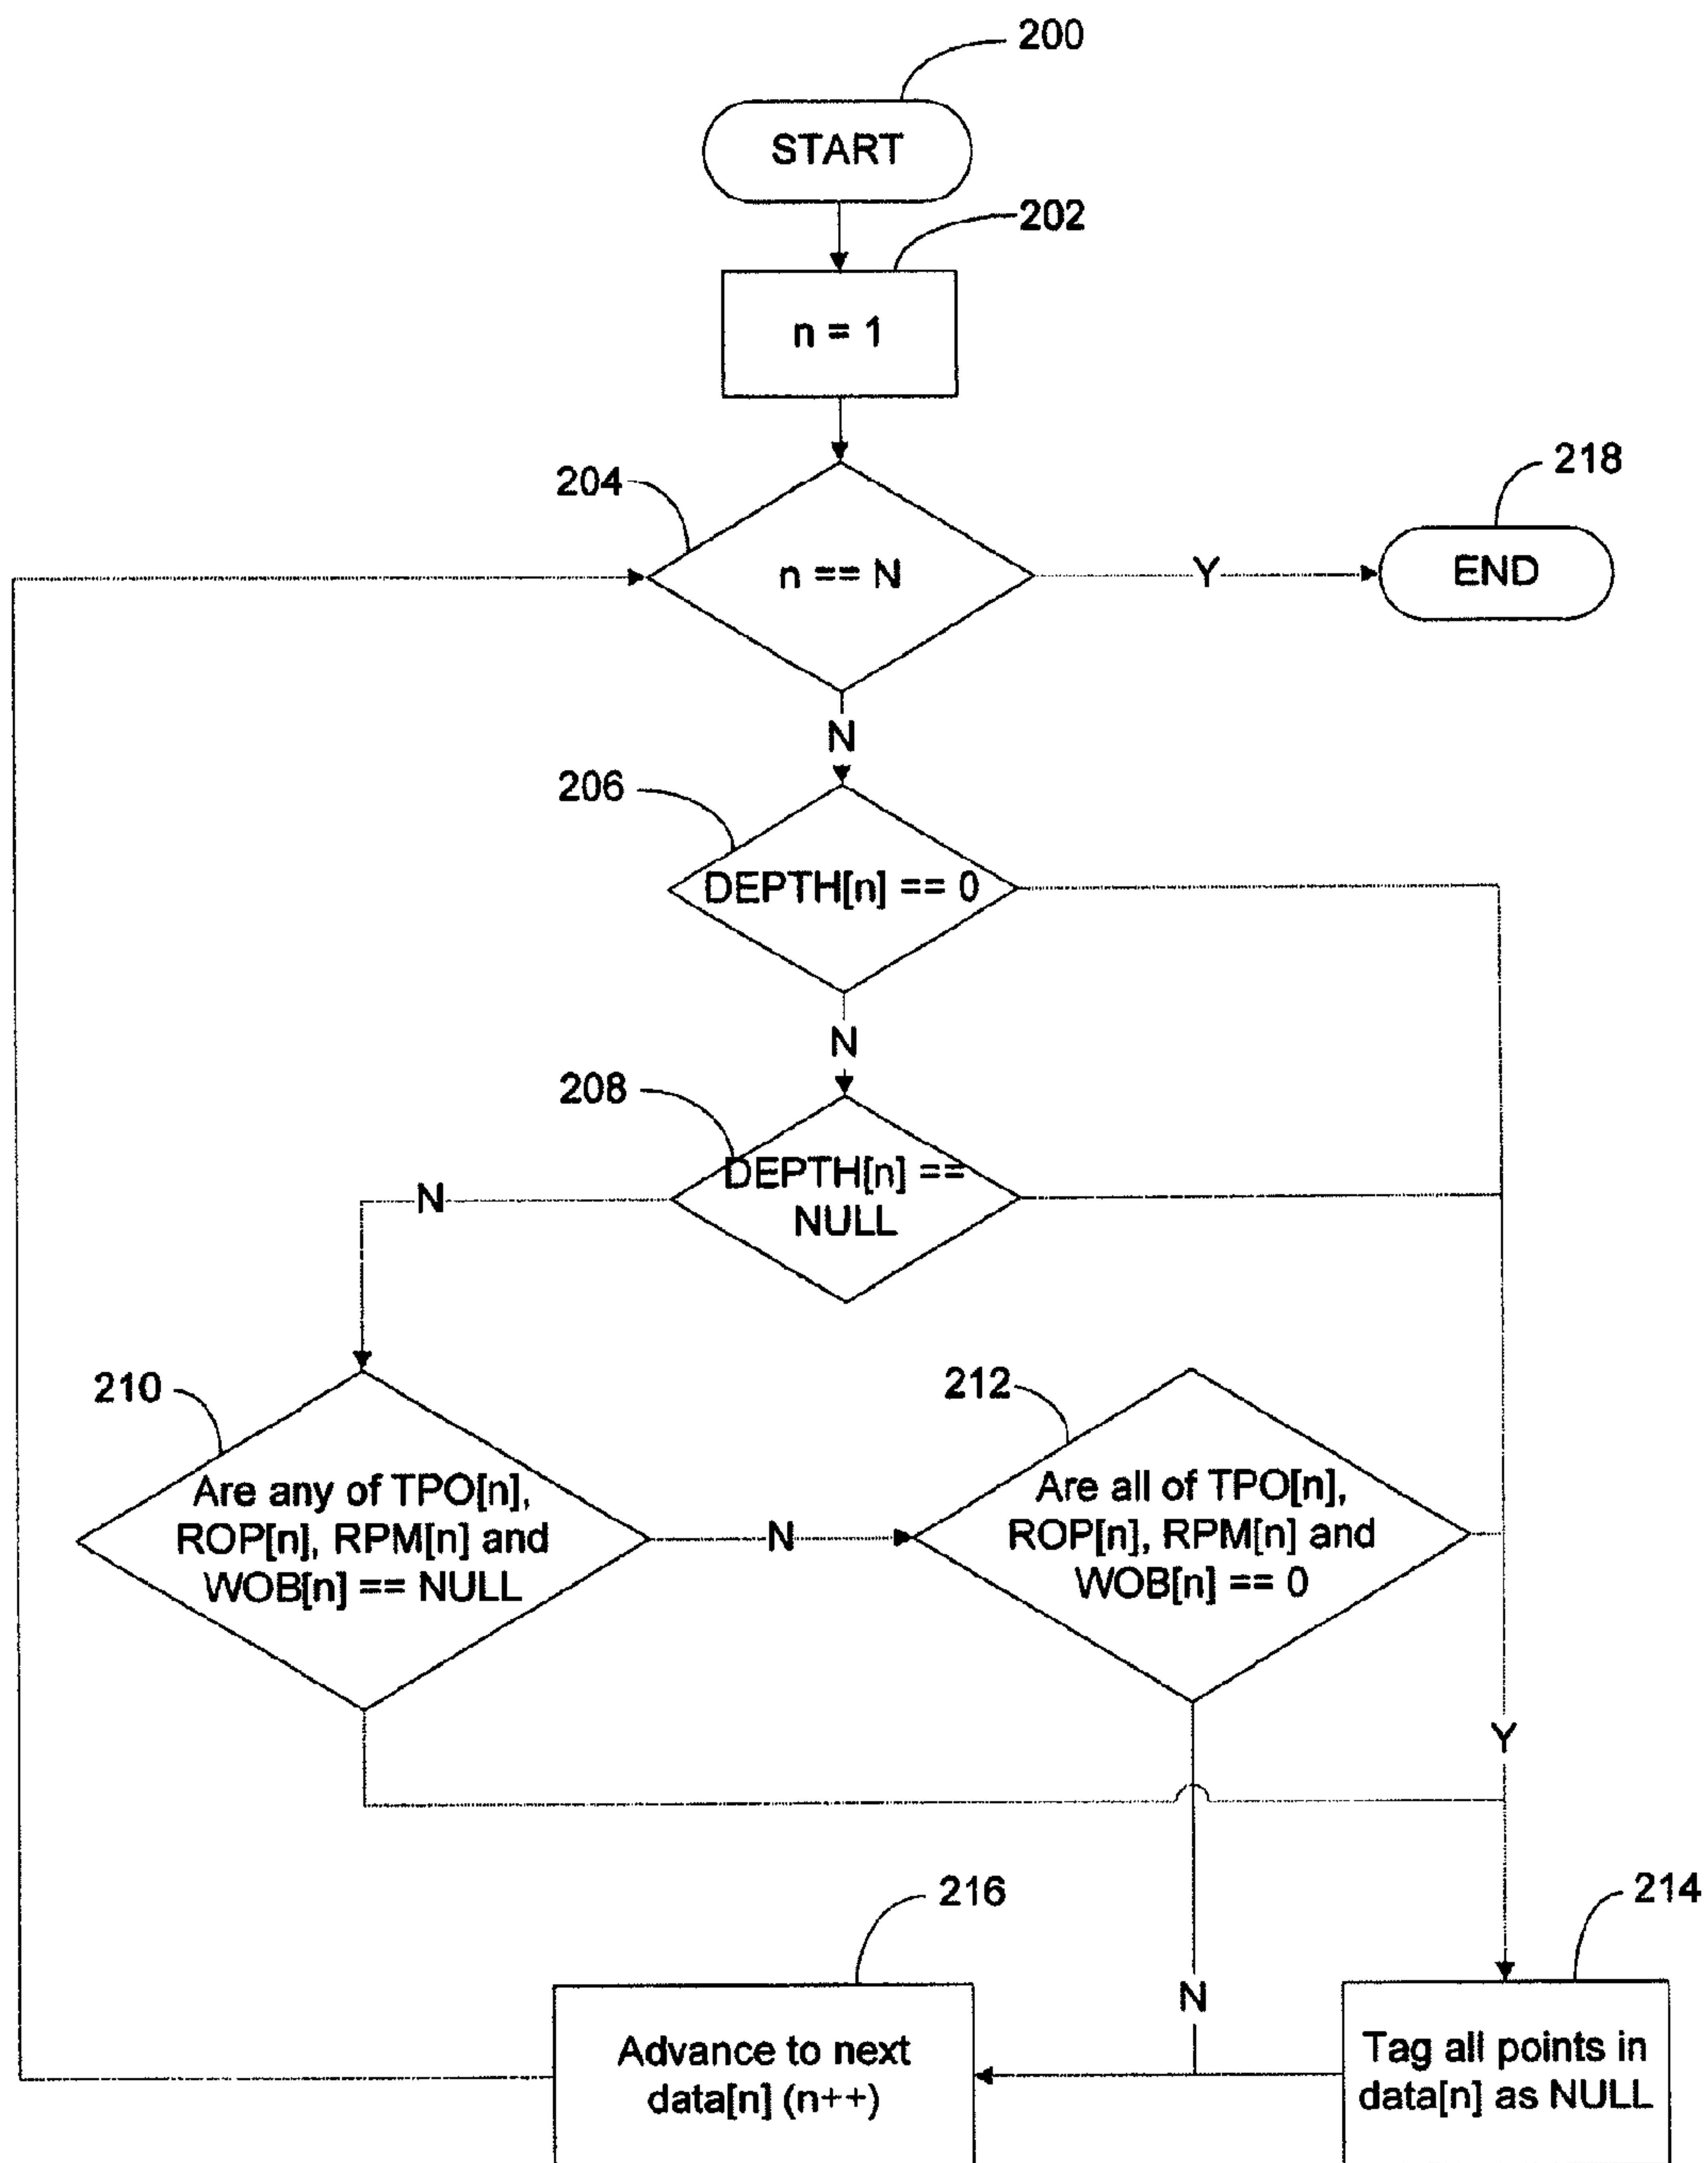 200
START
202
n = 1
204
218
n == N
Y
END
N
206
DEPTH[n] == 0
N
208
DEPTH[n] ==
NULL
N
210
212
Are any of TPO[n],
ROP[n], RPM[n] and
WOB[n] == NULL
N
Are all of TPO[n],
ROP[n], RPM[n] and
WOB[n] == 0
Y
216
214
N
Advance to next
data[n] (n++)
Tag all points in
data[n] as NULL